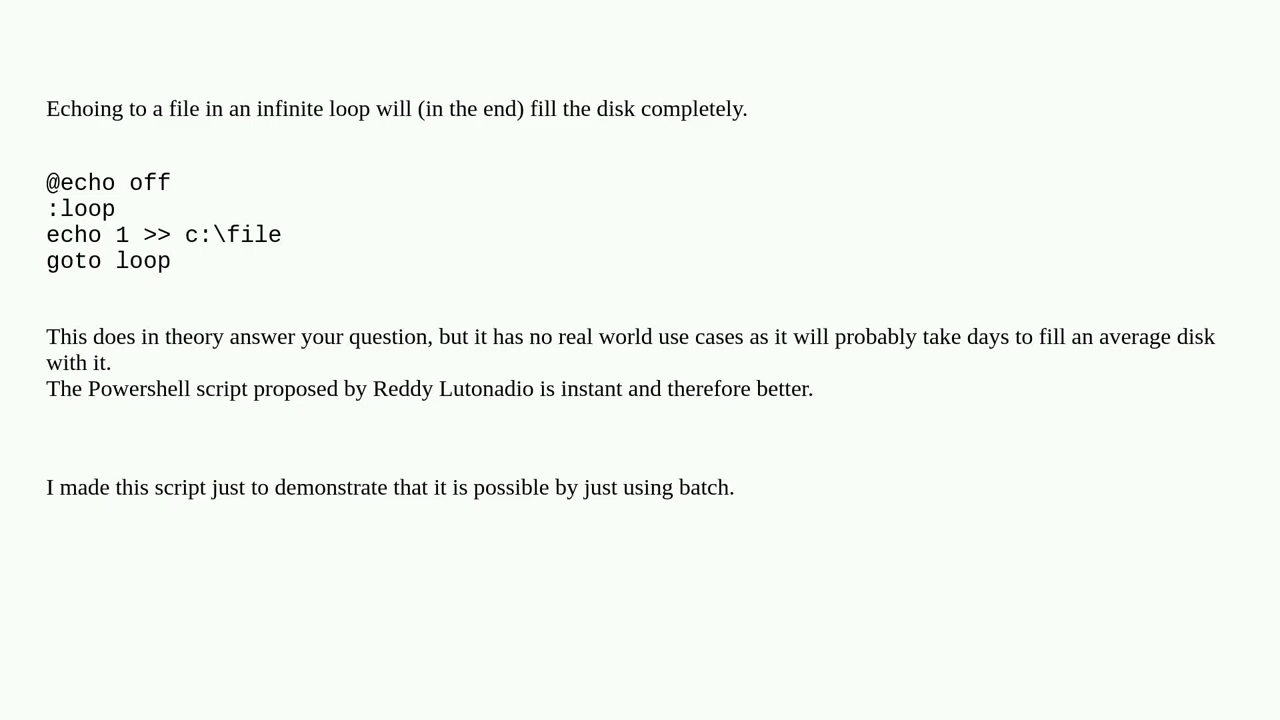 Echoing to a file in an infinite loop will (in the end) fill the disk completely.
@echo off
:loop
echo 1 >> c:\file
goto loop
This does in theory answer your question, but it has no real world use cases as it will probably take days to fill an average disk
with it.
The Powershell script proposed by Reddy Lutonadio is instant and therefore better.
I made this script just to demonstrate that it is possible by just using batch.